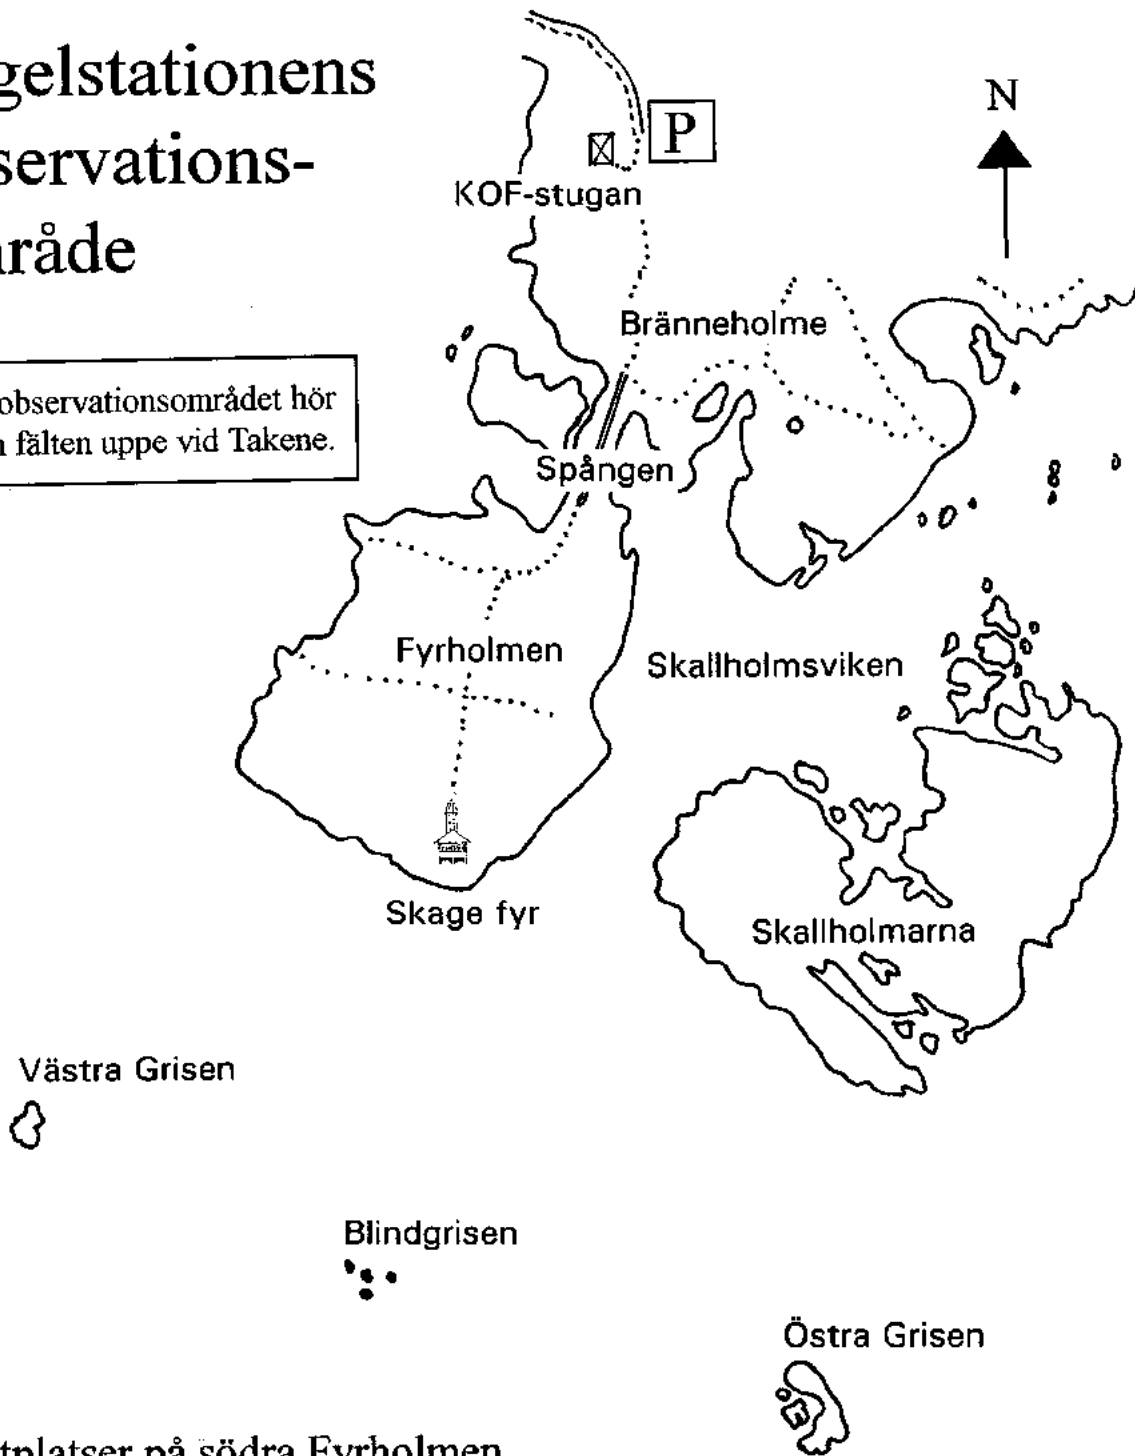 gelstationens
servations-
råde
N
P
KOF-stugan
Bränneholme
observationsområdet hör
fälten uppe vid Takene.
Spången
Fyrholmen
Skallholmsviken
Skage fyr
Skallholmarna
Västra Grisen
Blindgrisen
Östra Grisen
tplatser på södra Fyrholmen